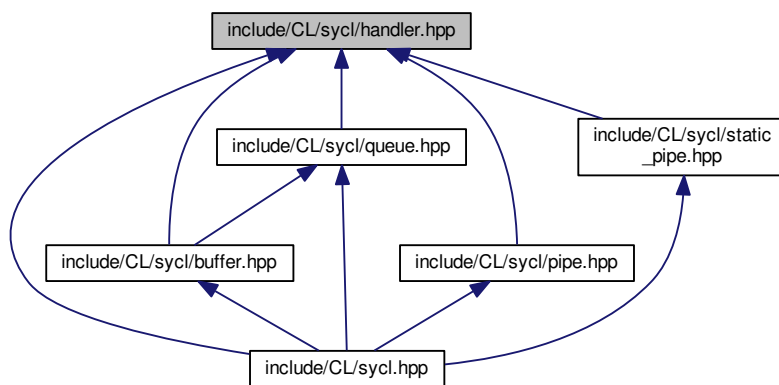 include/CL/sycl/handler.hpp
include/CL/sycl/queue.hpp
include/CL/sycl/static
_pipe.hpp
include/CL/sycl/buffer.hpp
include/CL/sycl/pipe.hpp
include/CL/sycl.hpp